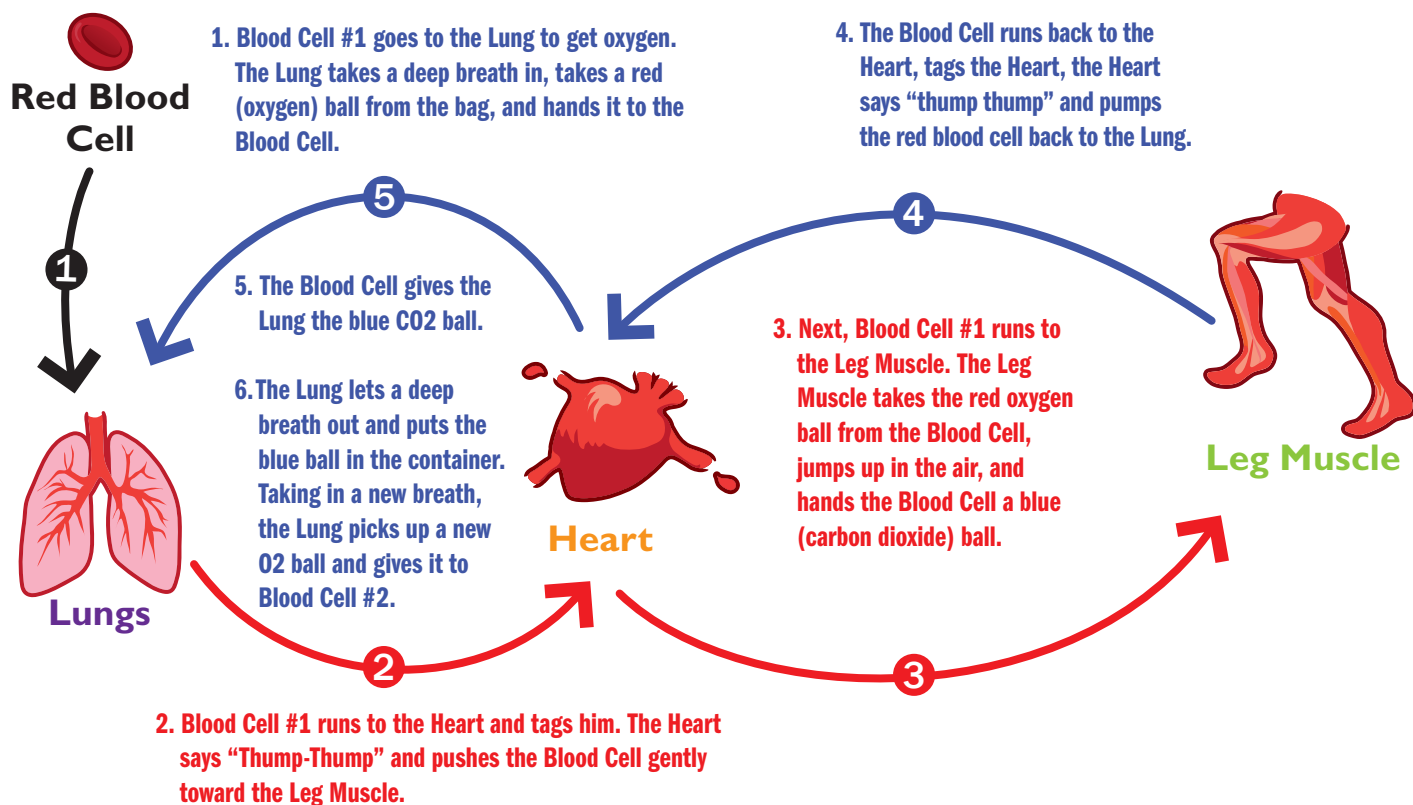 Red Blood
Cell
1. Blood Cell #1 goes to the Lung to get oxygen.
The Lung takes a deep breath in, takes a red
(oxygen) ball from the bag, and hands it to the
Blood Cell.
4. The Blood Cell runs back to the
Heart, tags the Heart, the Heart
says “thump thump” and pumps
the red blood cell back to the Lung.
5
4
1
5. The Blood Cell gives the
Lung the blue CO2 ball.
3. Next, Blood Cell #1 runs to
the Leg Muscle. The Leg
Muscle takes the red oxygen
ball from the Blood Cell,
jumps up in the air, and
hands the Blood Cell a blue
(carbon dioxide) ball.
6.The Lung lets a deep
breath out and puts the
blue ball in the container.
Taking in a new breath,
the Lung picks up a new
O2 ball and gives it to
Blood Cell #2.
Leg Muscle
Heart
Lungs
2
3
2. Blood Cell #1 runs to the Heart and tags him. The Heart
says “Thump-Thump” and pushes the Blood Cell gently
toward the Leg Muscle.